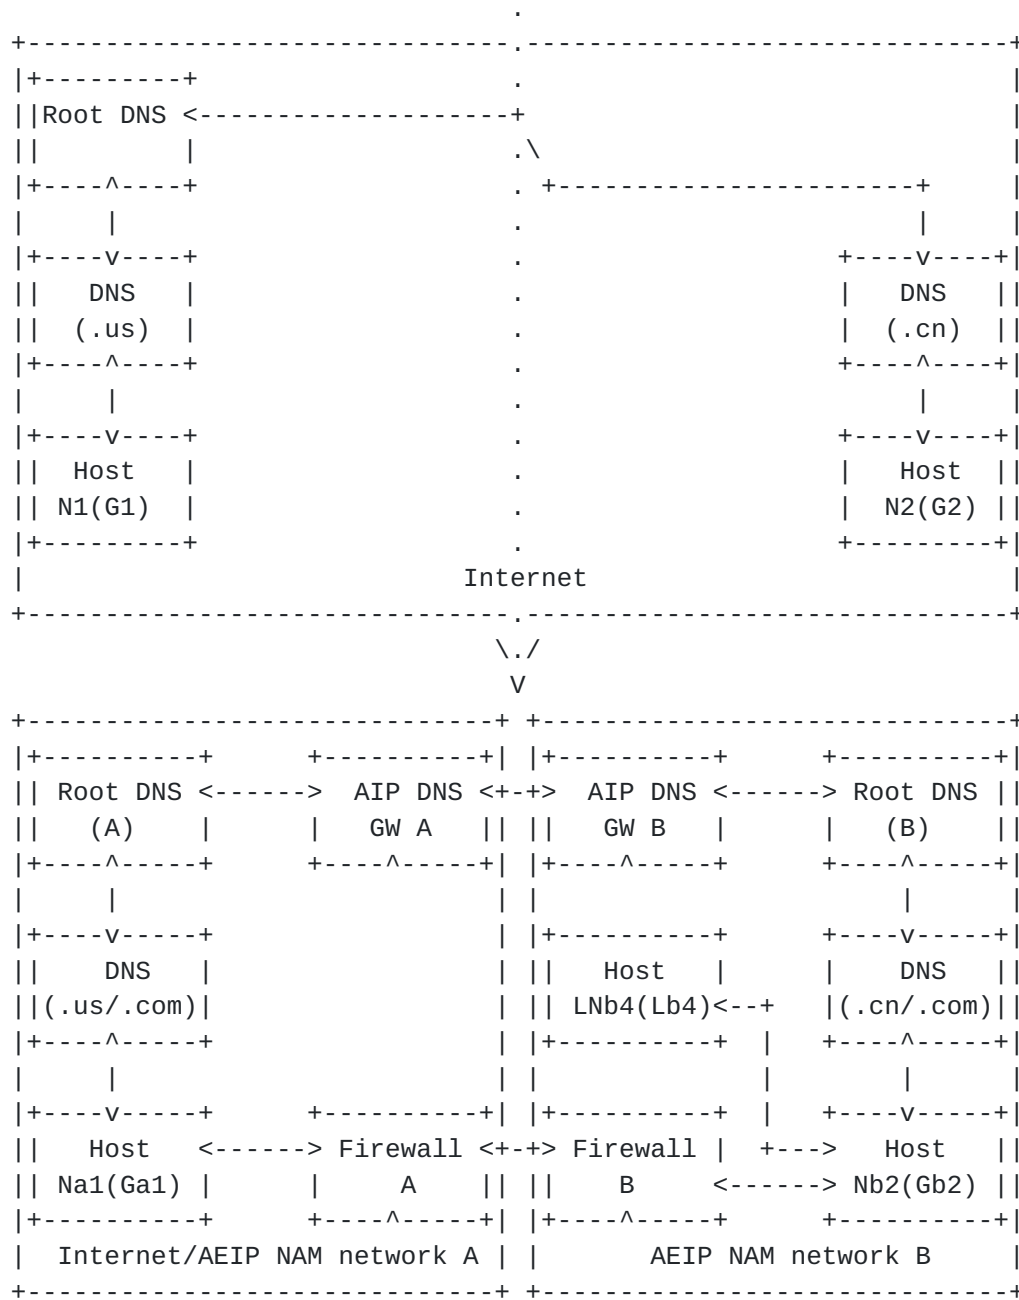 Root DNS
DNS DNS
(.us) (.cn)
Host Host
N1(G1) N2(G2)
Internet
Root DNS AIP DNS AIP DNS Root DNS
(A) GW A GW B (B)
DNS Host DNS
(.us/.com) LNb4(Lb4) (.cn/.com)
Host Firewall Firewall Host
Na1(Ga1) A B Nb2(Gb2)
Internet/AEIP NAM network A AEIP NAM network B